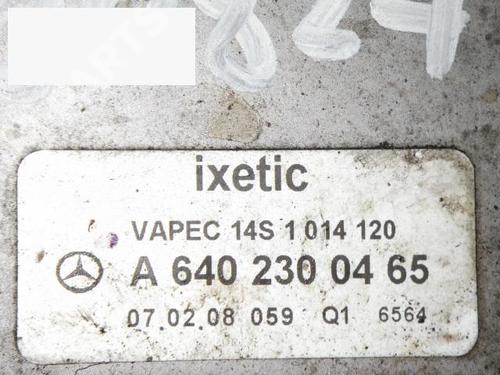 ixetic
VAPEC 14S 1 014 120
A 640 230 04 65
07.02.08 059 Q1 6564